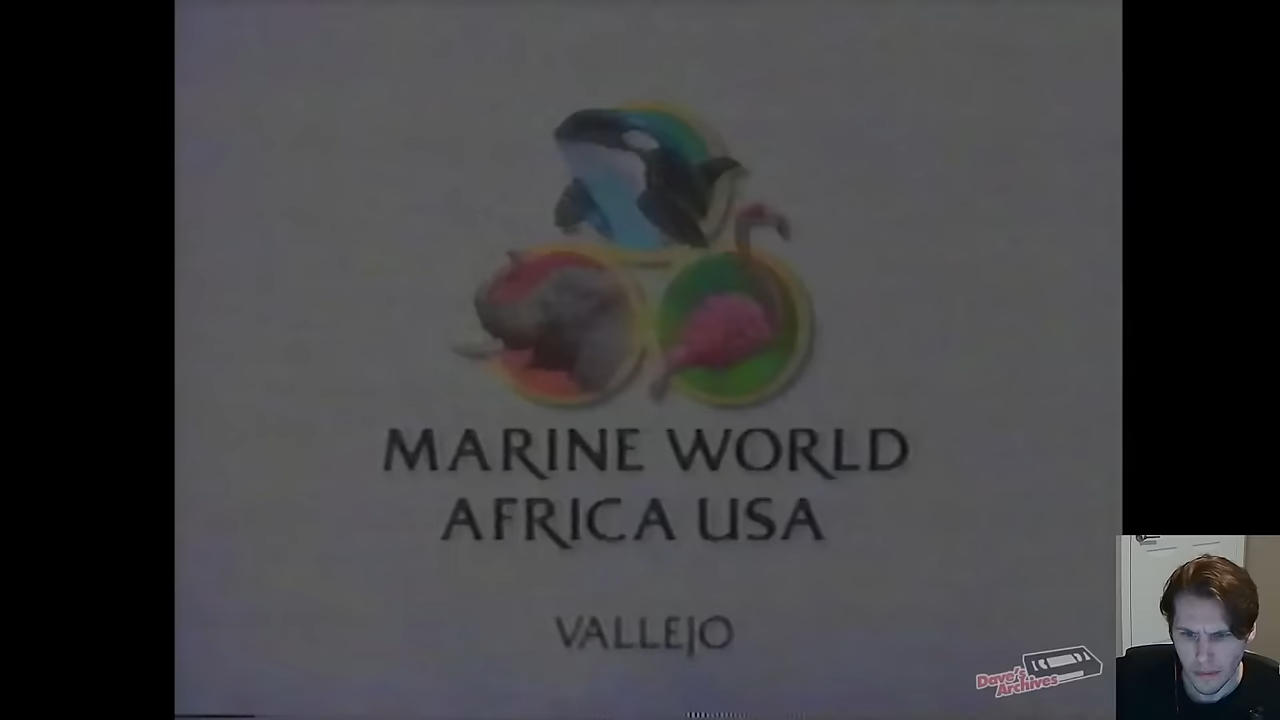 MARINE WORLD
AFRICA USA
VALLEJO
Dave's
Archives